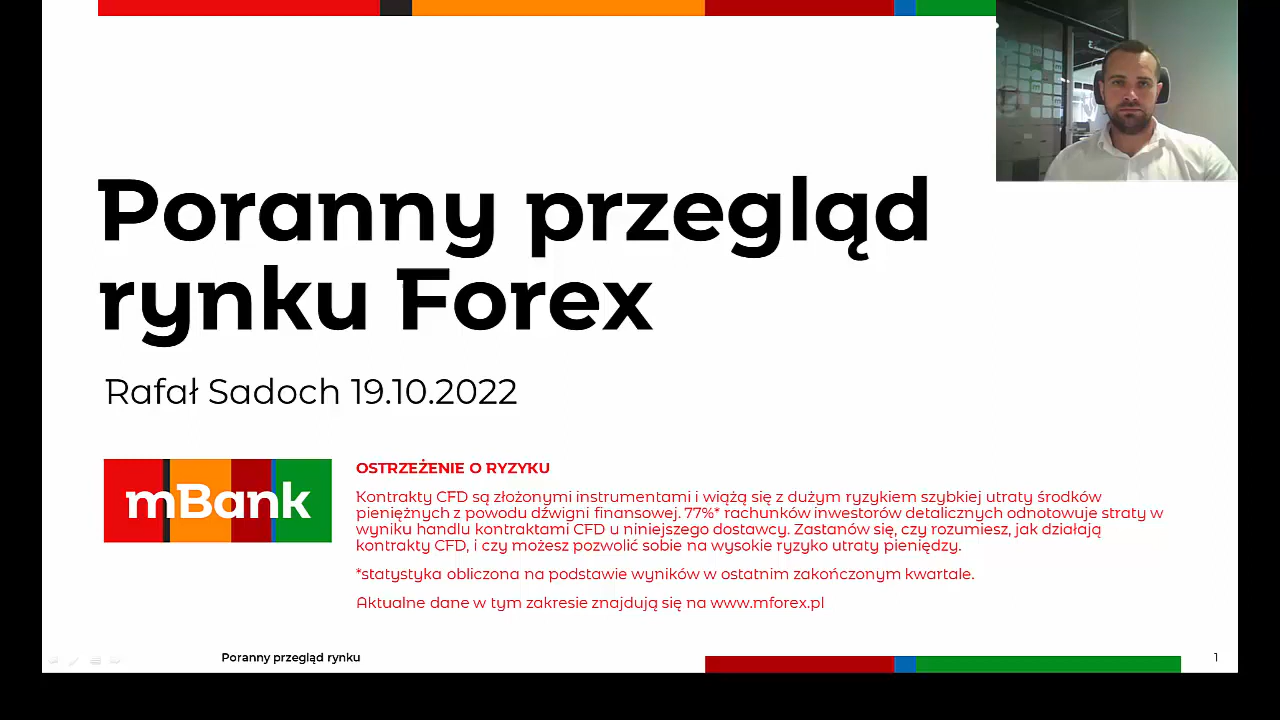 Poranny przegląd
rynku Forex
Rafał Sadoch 19.10.2022
mBank
OSTRZEŻENIE O RYZYKU
Kontrakty CFD są złożonymi instrumentami i wiążą się z dużym ryzykiem szybkiej utraty środków
pieniężnych z powodu dźwigni finansowej. 77%* rachunków inwestorów detalicznych odnotowuje straty w
wyniku handlu kontraktami CFD u niniejszego dostawcy. Zastanów się, czy rozumiesz, jak działają
kontrakty CFD, i czy możesz pozwolić sobie na wysokie ryzyko utraty pieniędzy.
*statystyka obliczona na podstawie wyników w ostatnim zakończonym kwartale.
Aktualne dane w tym zakresie znajdują się na www.mforex.pl
Poranny przegląd rynku
1